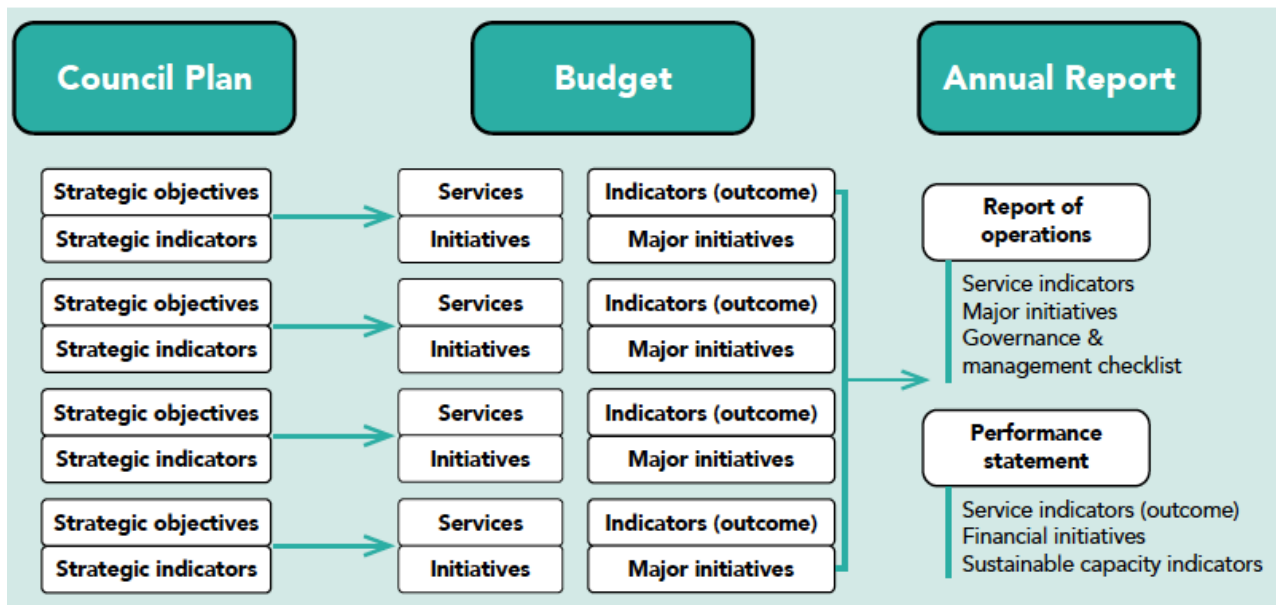 Council Plan
Budget
Annual Report
Strategic objectives
Strategic indicators
Services
Initiatives
Indicators (outcome)
Major initiatives
Strategic objectives
Strategic indicators
Services
Initiatives
Indicators (outcome)
Major initiatives
Strategic objectives
Strategic indicators
Services
Initiatives
Indicators (outcome)
Major initiatives
Strategic objectives
Strategic indicators
Services
Initiatives
Indicators (outcome)
Major initiatives
Report of
operations
Service indicators
Major initiatives
Governance &
management checklist
Performance
statement
Service indicators (outcome)
Financial initiatives
Sustainable capacity indicators